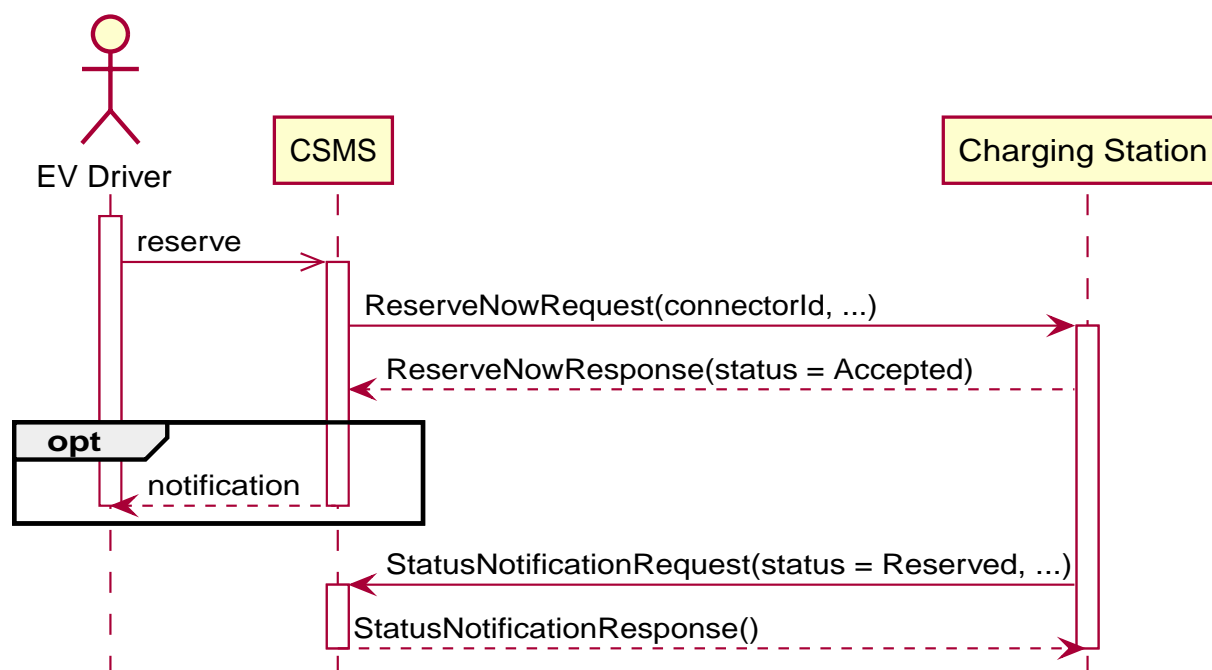 EV Driver
CSMS
Charging Station
reserve
ReserveNowRequest(connectorId, ...)
ReserveNowResponse(status = Accepted)
opt
notification
StatusNotificationRequest(status = Reserved, ...)
StatusNotificationResponse()